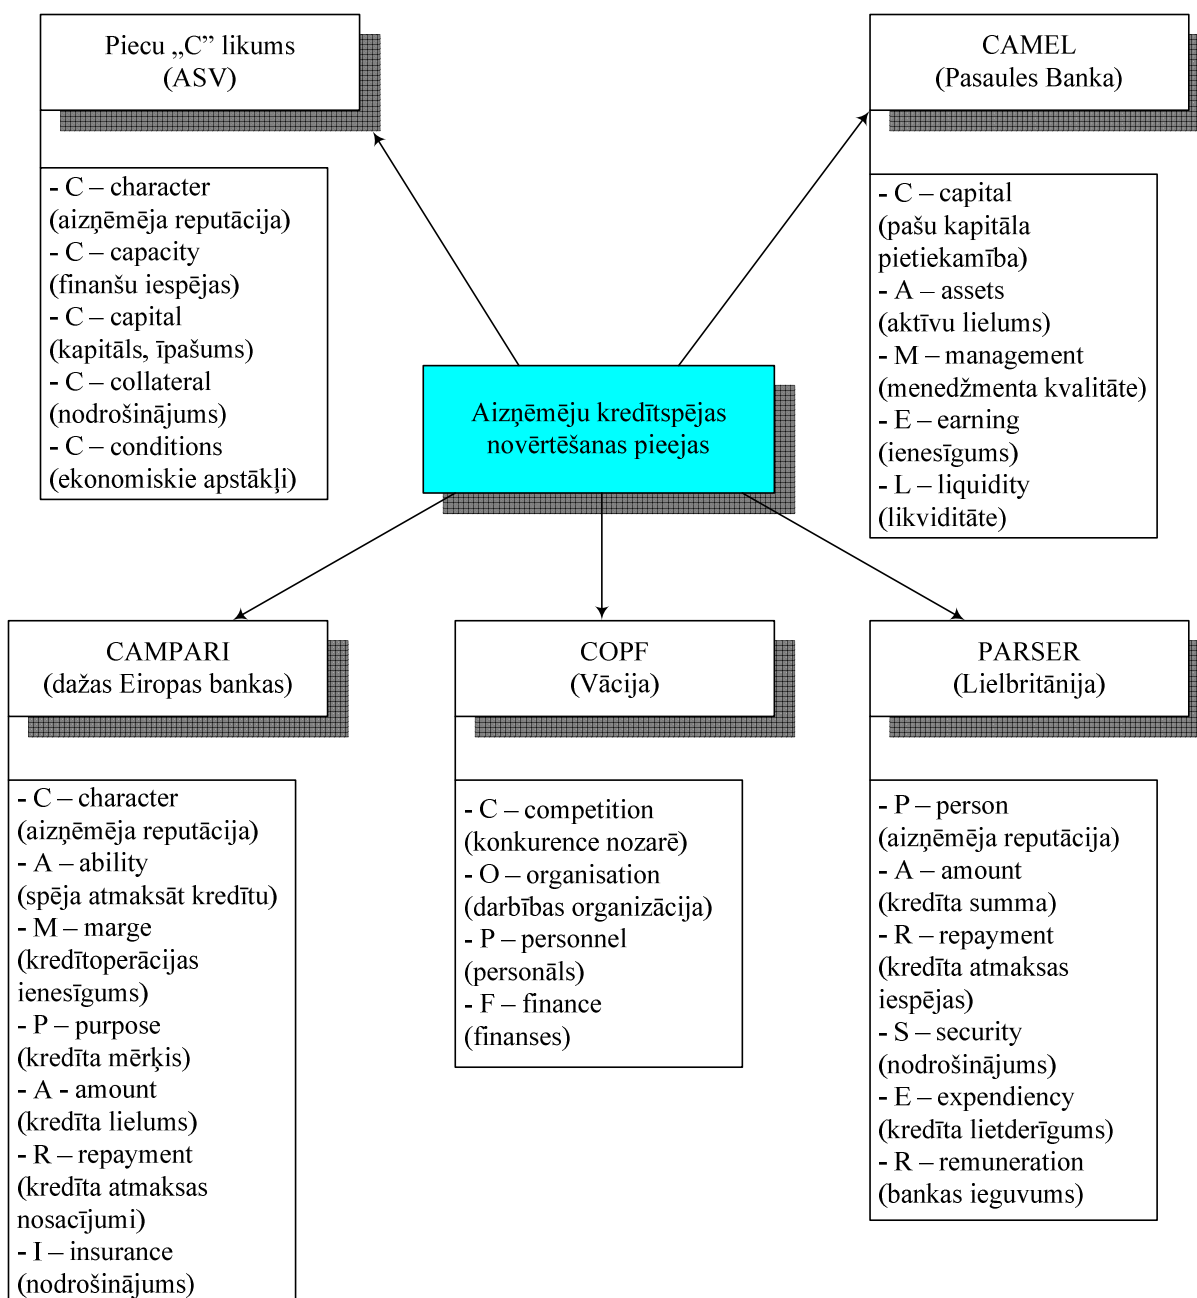 Piecu „C” likums
(ASV)
- C – character
(aizņēmēja reputācija)
- C – capacity
(finanšu iespējas)
- C – capital
(kapitāls, īpašums)
- C – collateral
(nodrošinājums)
- C – conditions
(ekonomiskie apstākļi)
CAMEL
(Pasaules Banka)
- C – capital
(pašu kapitāla
pietiekamība)
- A – assets
(aktīvu lielums)
- M – management
(menedžmenta kvalitāte)
- E – earning
(ienesīgums)
- L – liquidity
(likviditāte)
Aizņēmēju kredītspējas
novērtēšanas pieejas
CAMPARI
(dažas Eiropas bankas)
- C – character
(aizņēmēja reputācija)
- A – ability
(spēja atmaksāt kredītu)
- M – marge
(kredītoperācijas
ienesīgums)
- P – purpose
(kredīta mērķis)
- A - amount
(kredīta lielums)
- R – repayment
(kredīta atmaksas
nosacījumi)
- I – insurance
(nodrošinājums)
COPF
(Vācija)
- C – competition
(konkurence nozarē)
- O – organisation
(darbības organizācija)
- P – personnel
(personāls)
- F – finance
(finanses)
PARSER
(Lielbritānija)
- P – person
(aizņēmēja reputācija)
- A – amount
(kredīta summa)
- R – repayment
(kredīta atmaksas
iespējas)
- S – security
(nodrošinājums)
- E – expendiency
(kredīta lietderīgums)
- R – remuneration
(bankas ieguvums)